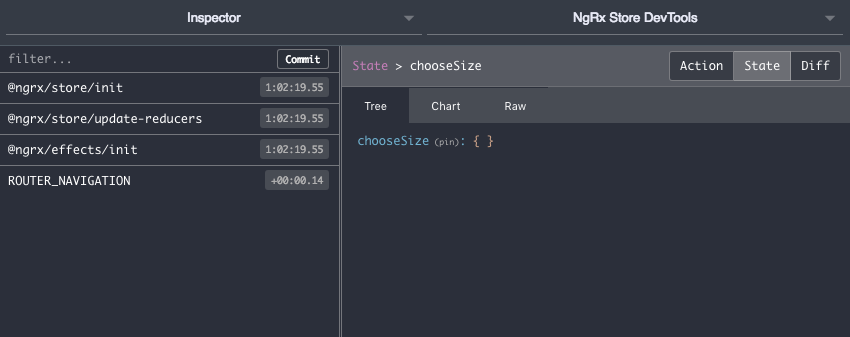 Inspector
NgRx Store DevTools
filter... Commit
@ngrx/store/init 1:02:19.55
@ngrx/store/update-reducers 1:02:19.55
@ngrx/effects/init 1:02:19.55
ROUTER_NAVIGATION +00:00.14
State > chooseSize
Action State Diff
Tree Chart Raw
chooseSize (pin): { }